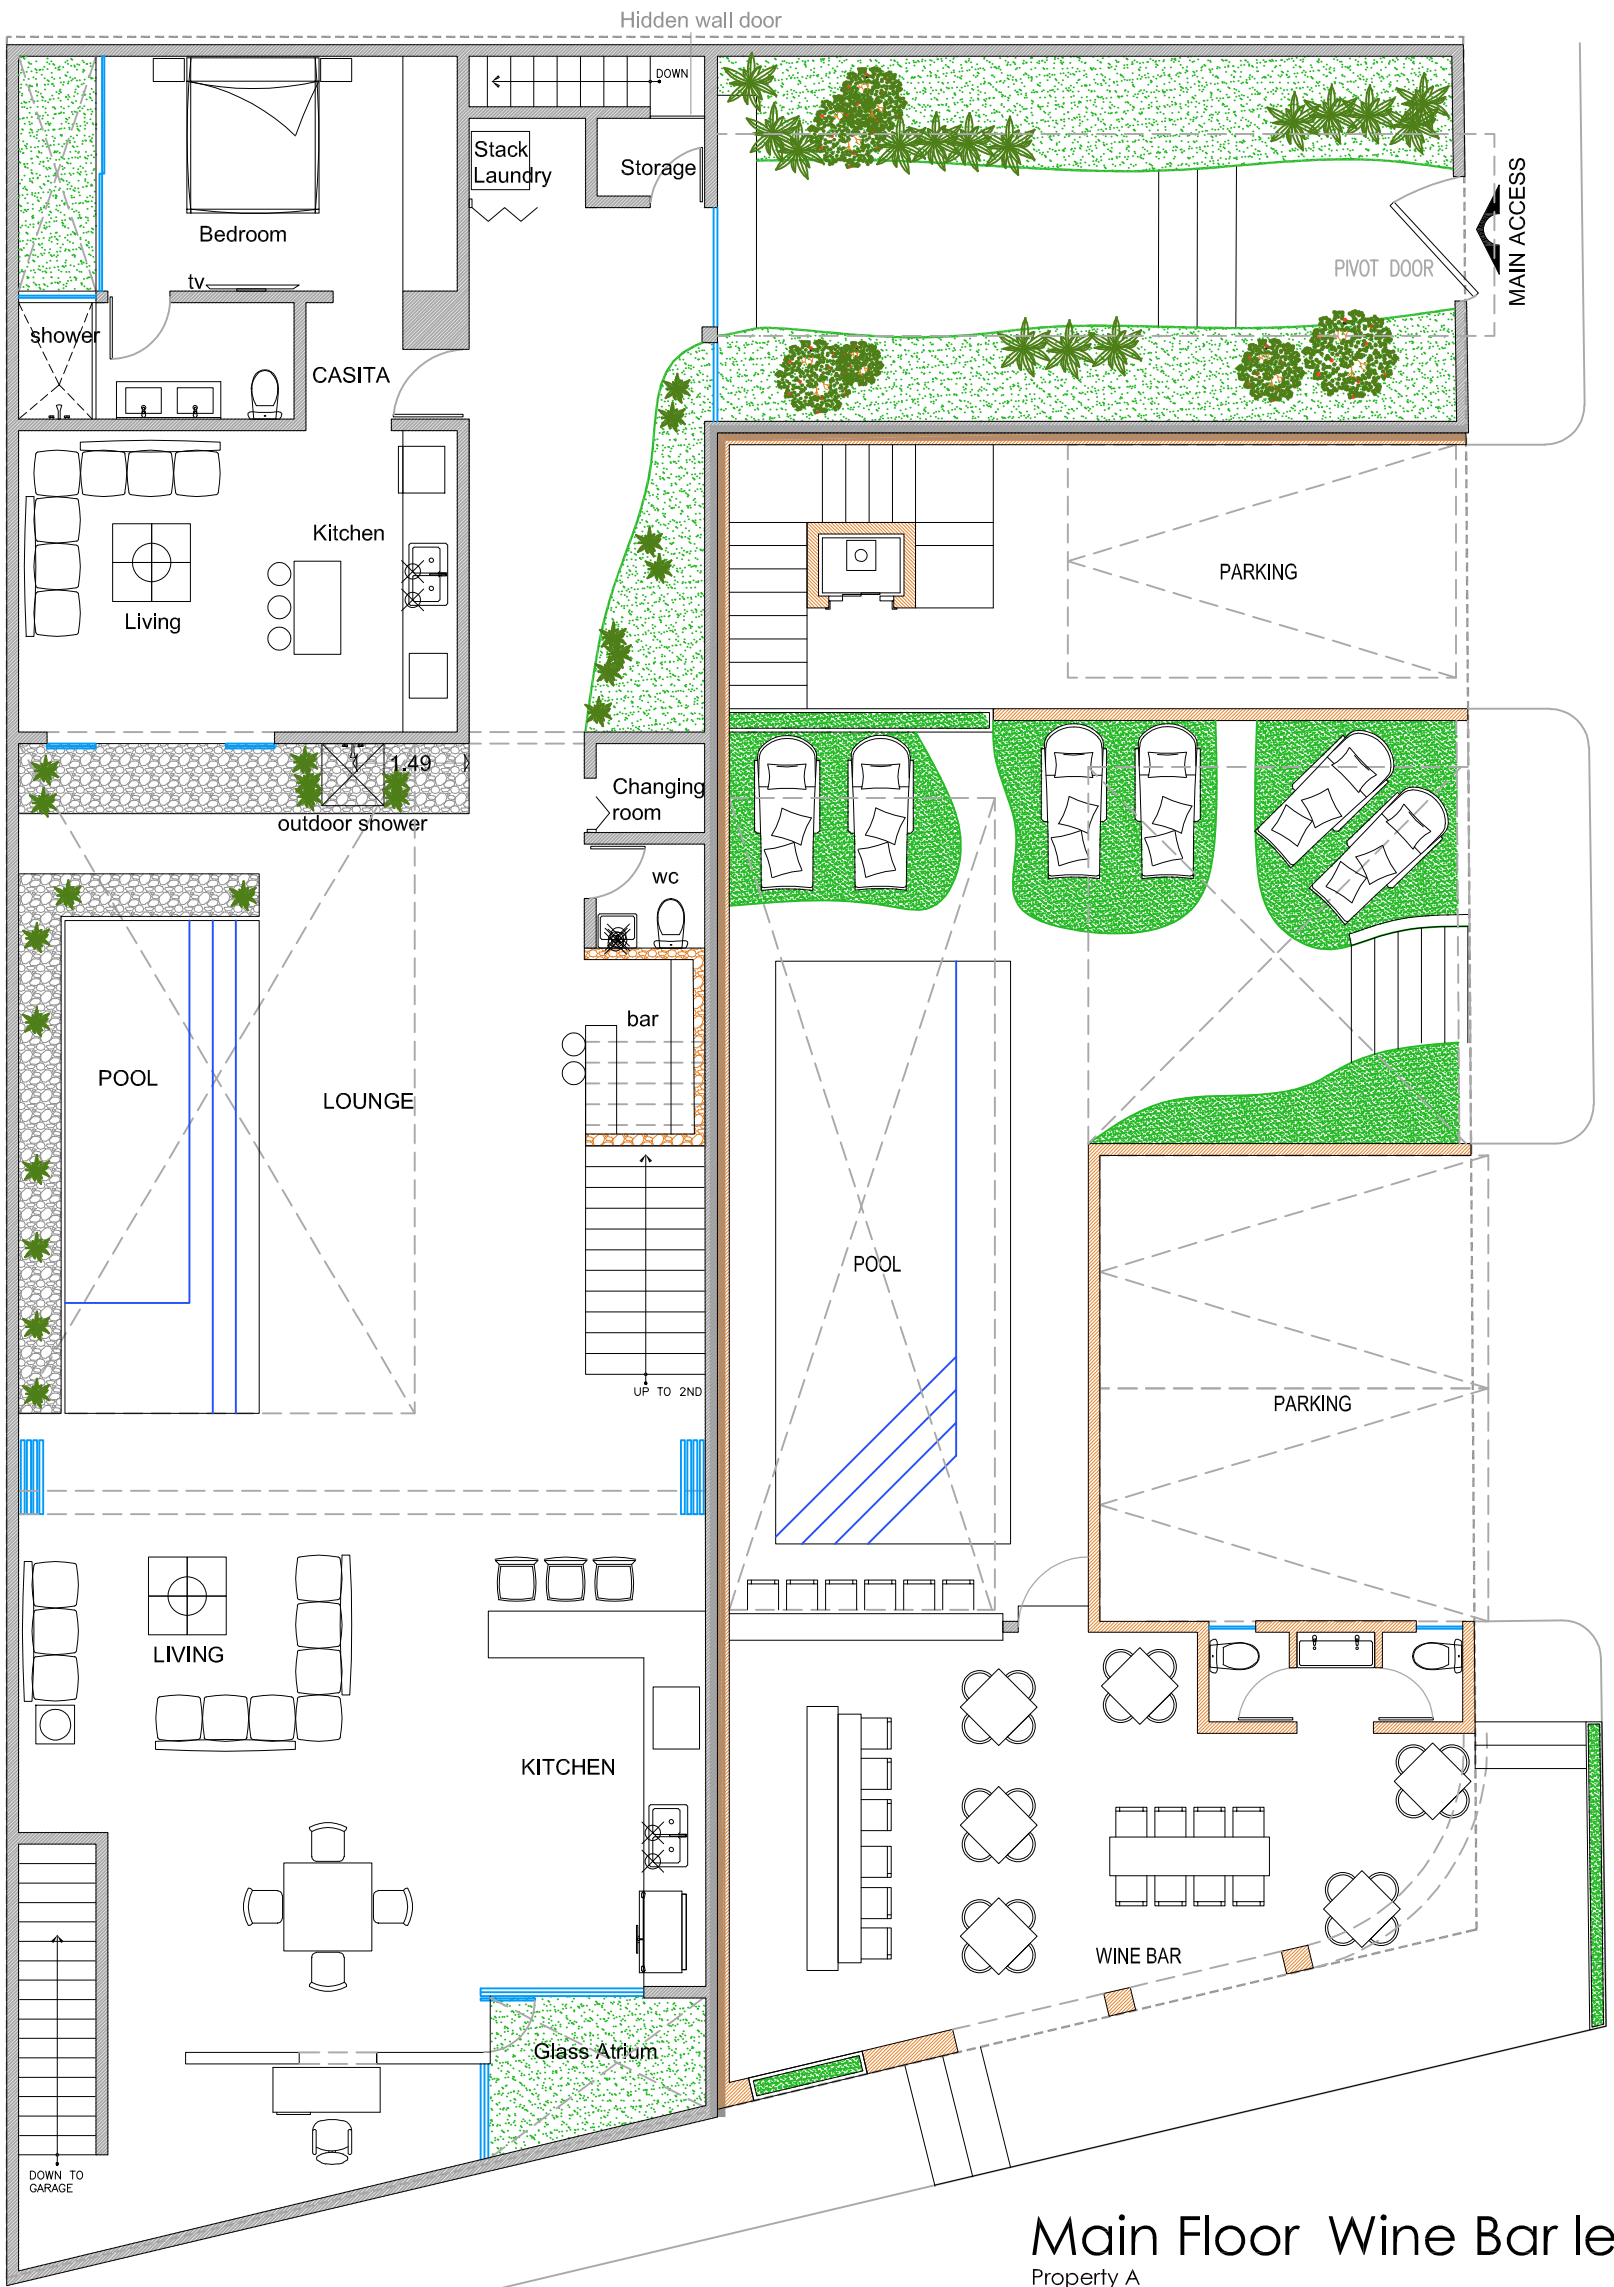 Hidden wall door
DOWN
Stack
Laundry
Storage
Bedroom
tv
MAIN ACCESS
PIVOT DOOR
shower
CASITA
Kitchen
Living
PARKING
1.49
Changing
room
outdoor shower
wc
bar
POOL
LOUNGE
POOL
UP TO 2ND
PARKING
LIVING
KITCHEN
WINE BAR
Glass Atrium
DOWN TO
GARAGE
Main Floor Wine Bar le
Property A